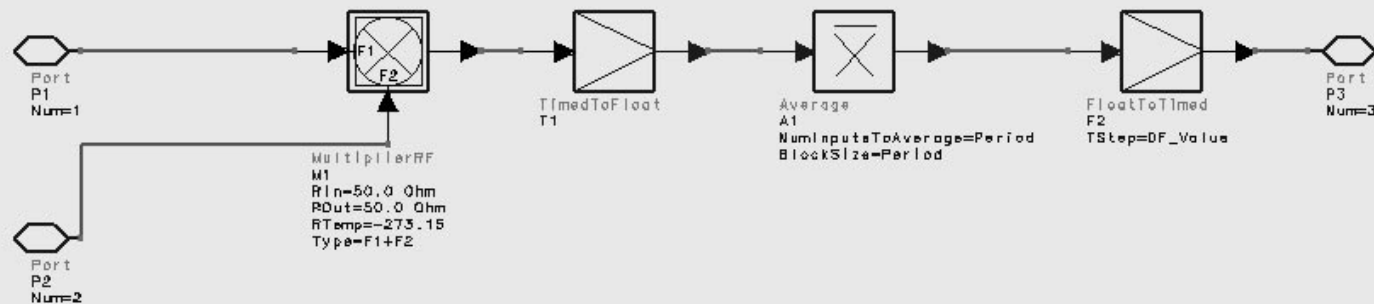 F1
F2
Port
P1
Num=1
MultiplierRF
M1
RIn=50.0 Ohm
ROut=50.0 Ohm
RTemp=-273.15
Type=F1+F2
TimedToFloat
T1
Average
A1
NumInputsToAverage=Period
BlockSize=Period
FloatToTimed
F2
TStep=DF_Value
Port
P3
Num=3
Port
P2
Num=2